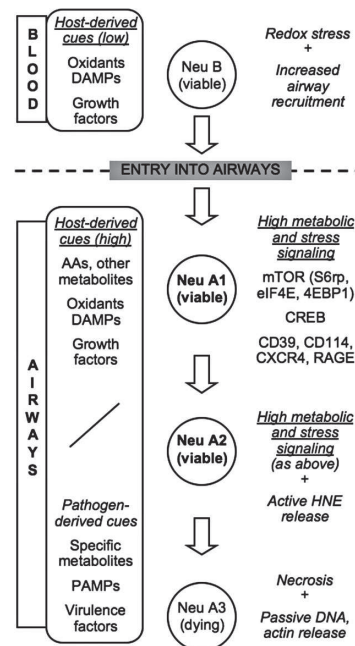 BLOOD
Host-derived
cues (low)
Oxidants
DAMPs
Growth
factors
Neu B
(viable)
Redox stress
+
Increased
airway
recruitment
ENTRY INTO AIRWAYS
AIRWAYS
Host-derived
cues (high)
AAs, other
metabolites
Oxidants
DAMPs
Growth
factors
Neu A1
(viable)
High metabolic
and stress
signaling
mTOR (S6rp,
eIF4E, 4EBP1)
CREB
CD39, CD114,
CXCR4, RAGE
Neu A2
(viable)
High metabolic
and stress
signaling
(as above)
+
Active HNE
release
Pathogen-
derived cues
Specific
metabolites
PAMPs
Virulence
factors
Neu A3
(dying)
Necrosis
+
Passive DNA,
actin release